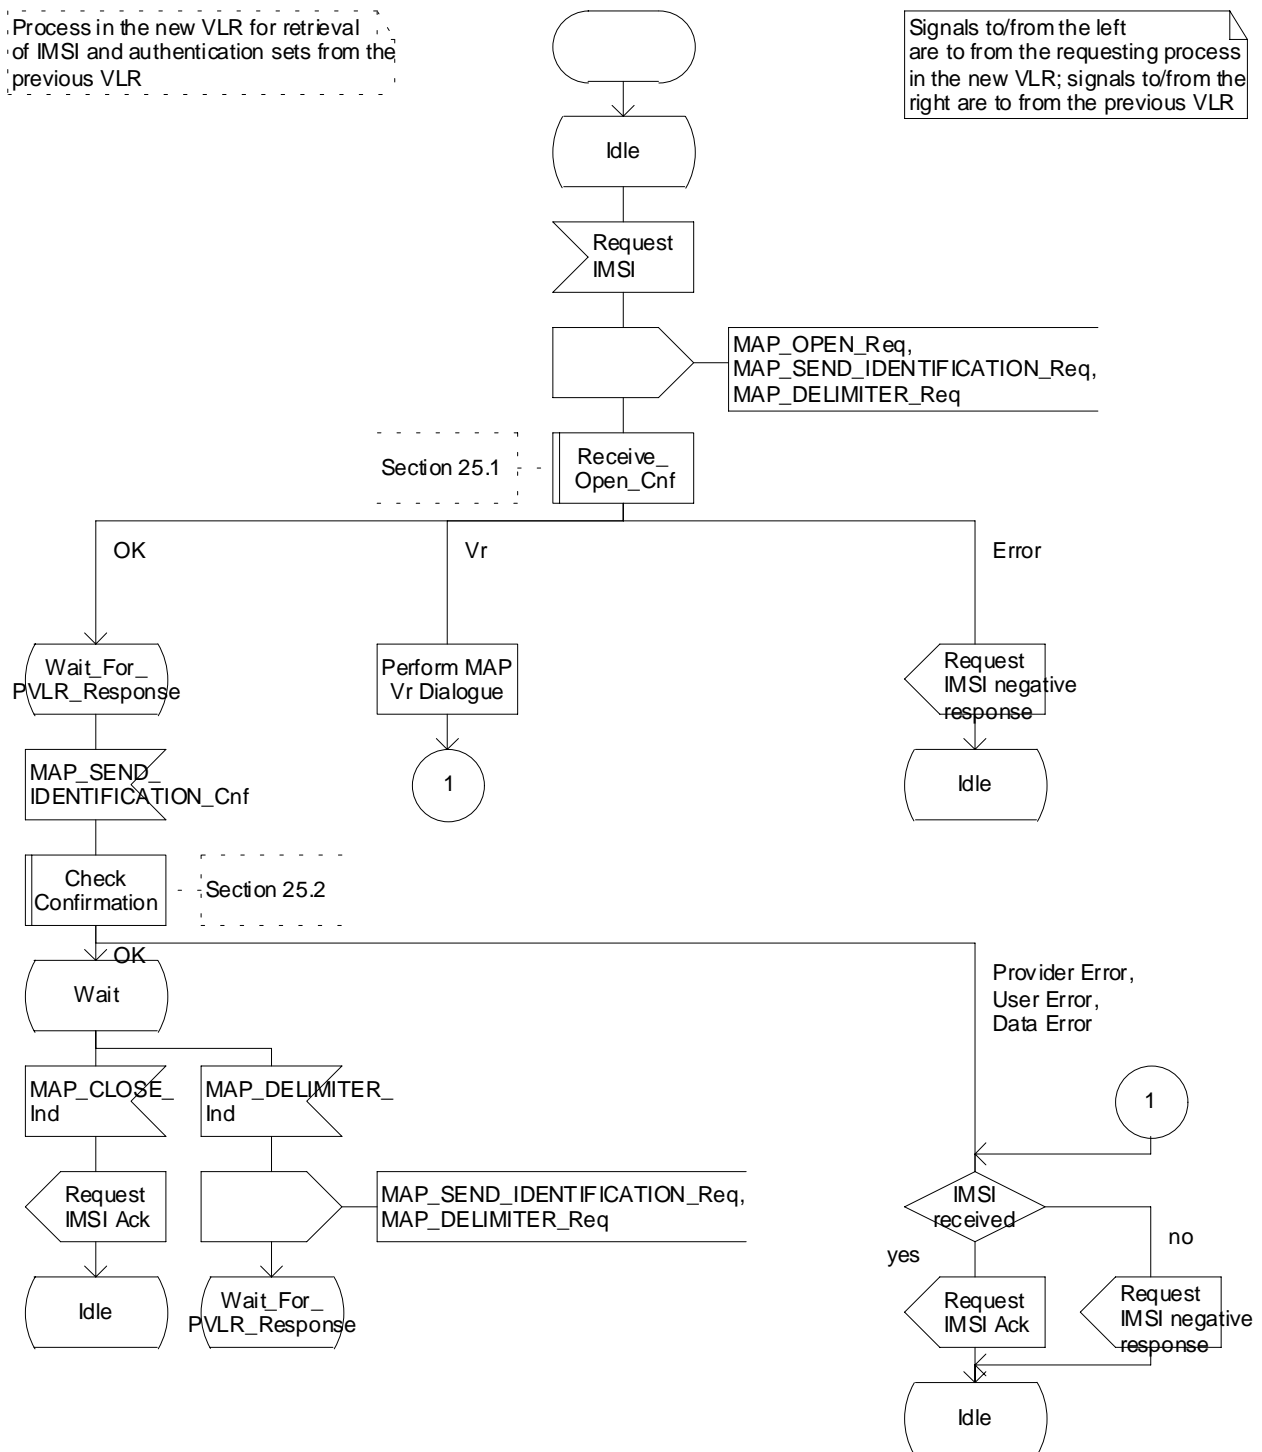 Process in the new VLR for retrieval
of IMSI and authentication sets from the
previous VLR
Signals to/from the left
are to from the requesting process
in the new VLR; signals to/from the
right are to from the previous VLR
Idle
Request
IMSI
MAP_OPEN_Req,
MAP_SEND_IDENTIFICATION_Req,
MAP_DELIMITER_Req
Section 25.1
Receive_
Open_Cnf
OK
Vr
Error
Wait_For_
PVLR_Response
Perform MAP
Vr Dialogue
Request
IMSI negative
response
MAP_SEND_
IDENTIFICATION_Cnf
1
Idle
Check
Confirmation
Section 25.2
OK
Wait
Provider Error,
User Error,
Data Error
MAP_CLOSE_
Ind
MAP_DELIMITER_
Ind
1
Request
IMSI Ack
MAP_SEND_IDENTIFICATION_Req,
MAP_DELIMITER_Req
IMSI
received
yes
no
Idle
Wait_For_
PVLR_Response
Request
IMSI Ack
Request
IMSI negative
response
Idle